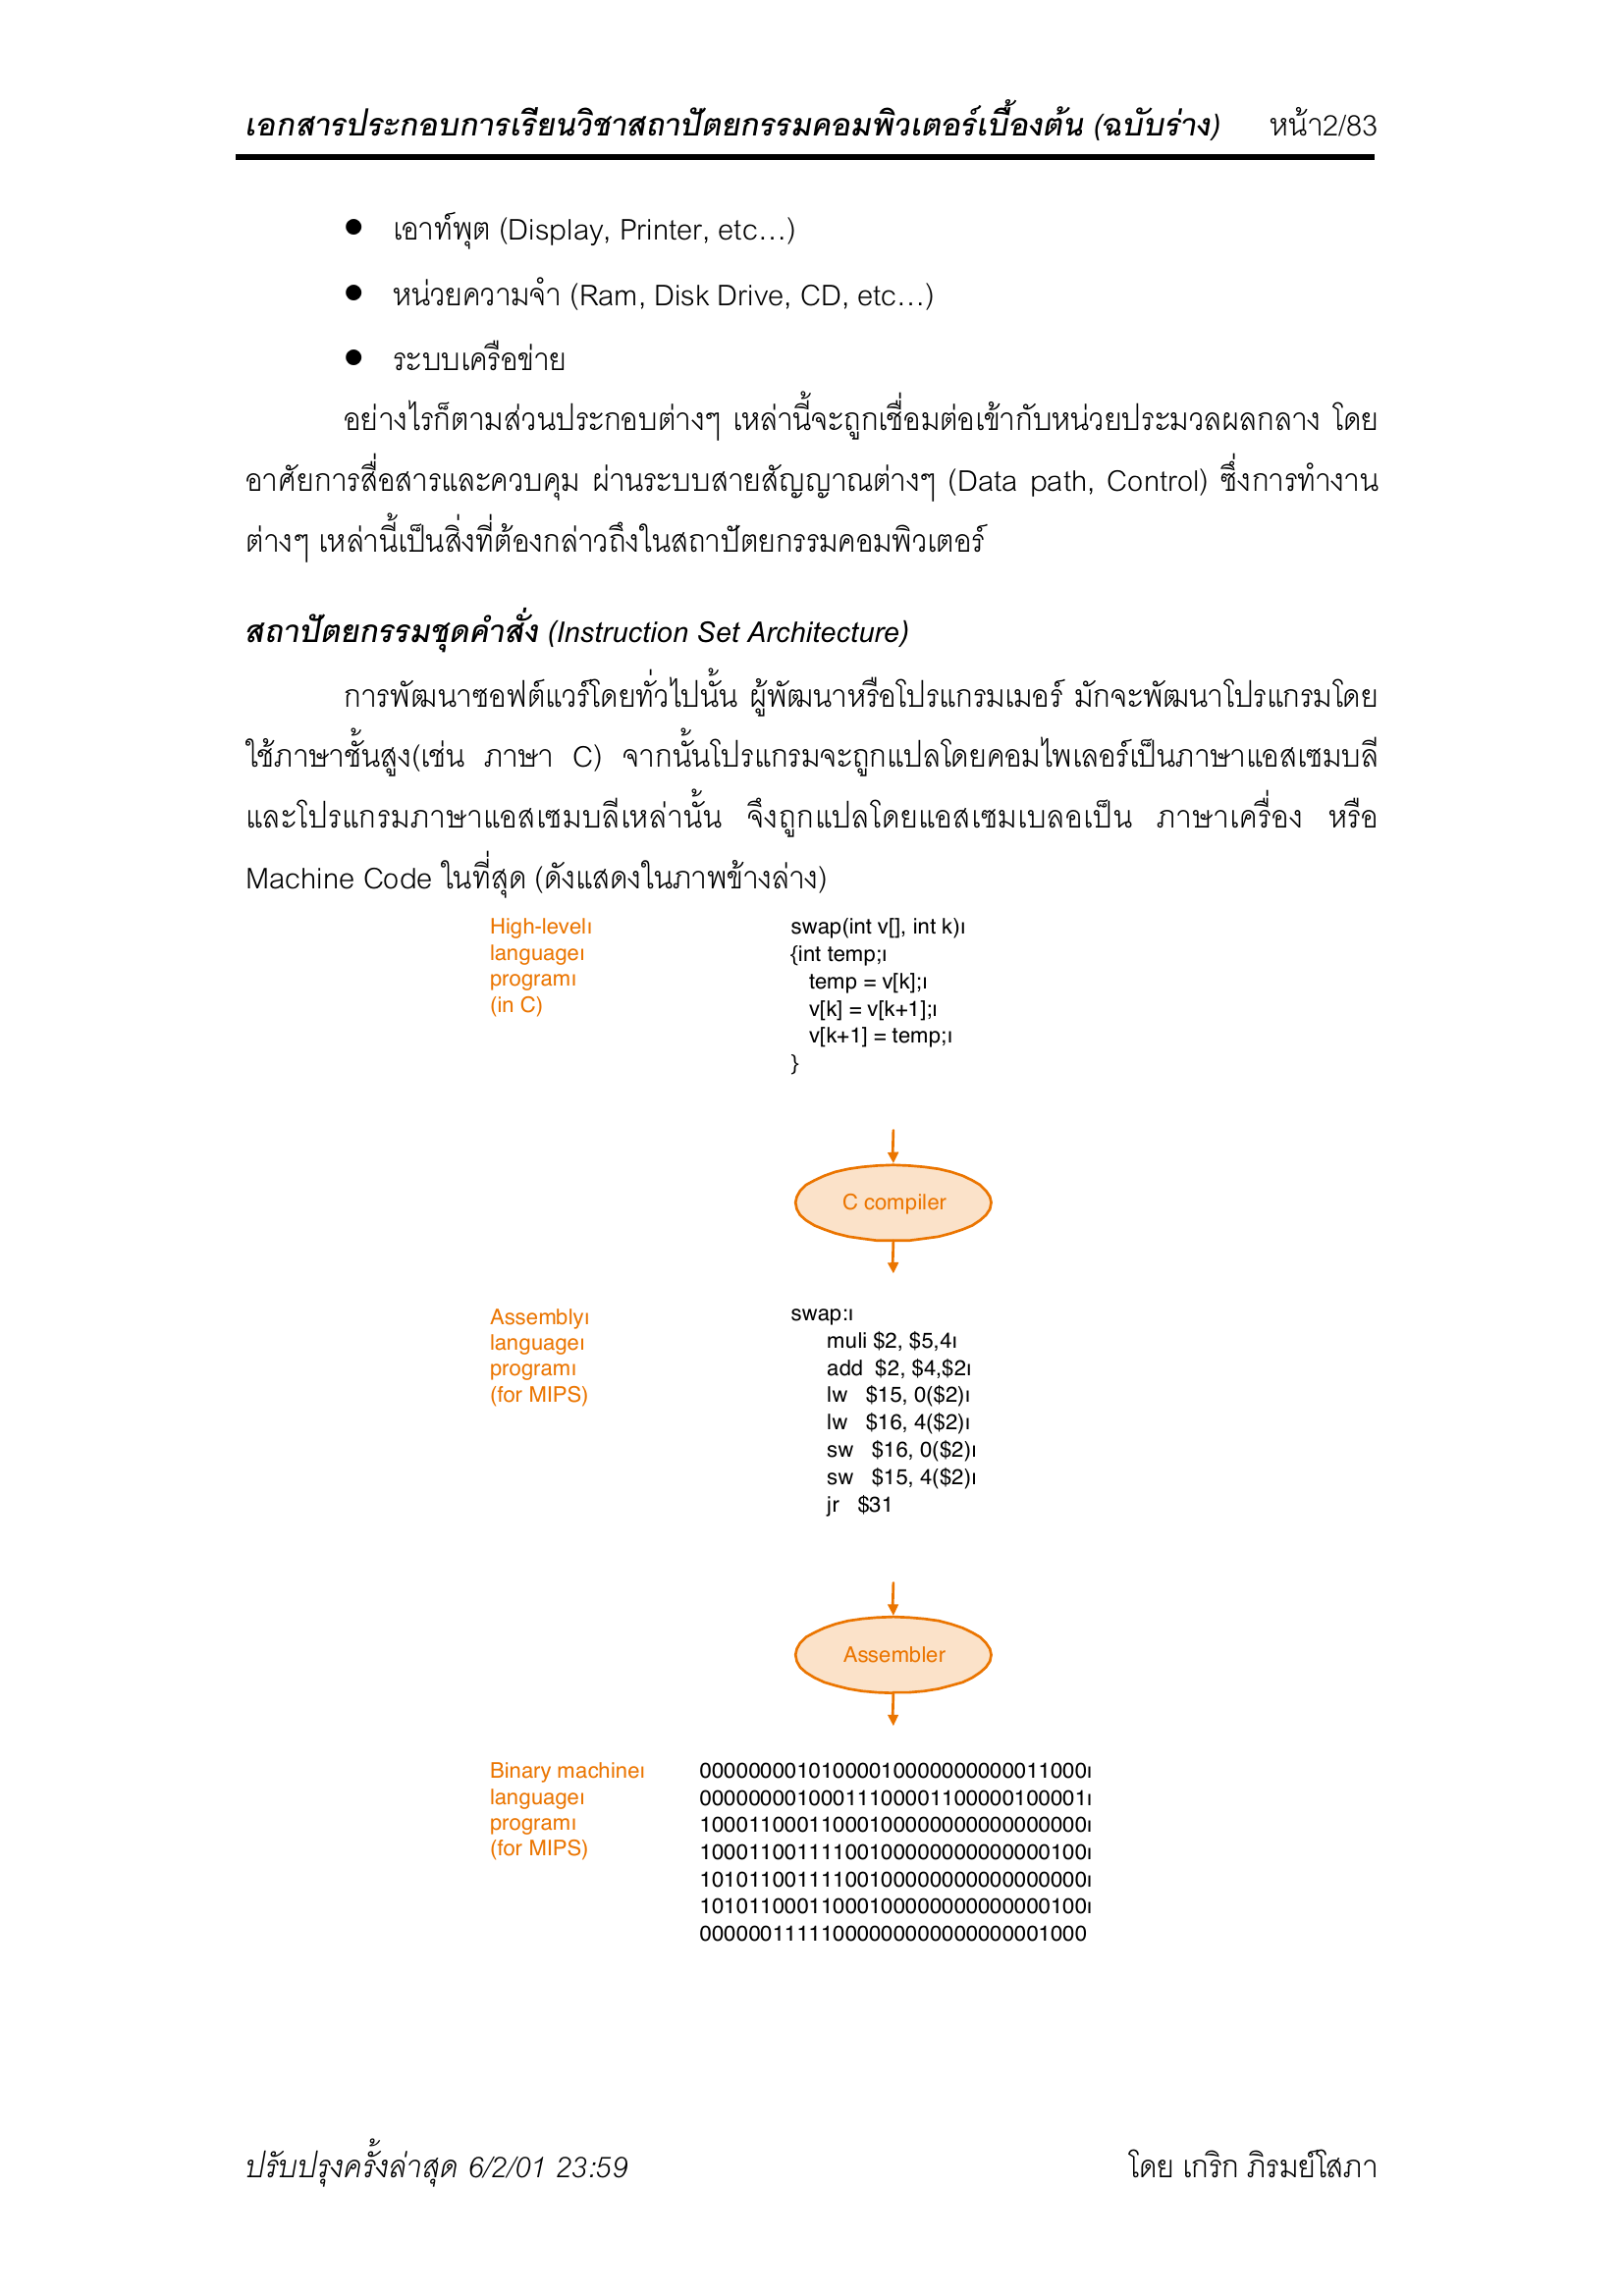 เอกสารประกอบการเรียนวิชาสถาปัตยกรรมคอมพิวเตอร์เบื้องต้น (ฉบับร่าง) หน้า2/83
● เอาท์พุต (Display, Printer, etc...)
● หน่วยความจำ (Ram, Disk Drive, CD, etc...)
● ระบบเครือข่าย
อย่างไรก็ตามส่วนประกอบต่างๆ เหล่านี้จะถูกเชื่อมต่อเข้ากับหน่วยประมวลผลกลาง โดย
อาศัยการสื่อสารและควบคุม ผ่านระบบสายสัญญาณต่างๆ (Data path, Control) ซึ่งการทำงาน
ต่างๆ เหล่านี้เป็นสิ่งที่ต้องกล่าวถึงในสถาปัตยกรรมคอมพิวเตอร์
สถาปัตยกรรมชุดคำสั่ง (Instruction Set Architecture)
การพัฒนาซอฟต์แวร์โดยทั่วไปนั้น ผู้พัฒนาหรือโปรแกรมเมอร์ มักจะพัฒนาโปรแกรมโดย
ใช้ภาษาชั้นสูง(เช่น ภาษา C) จากนั้นโปรแกรมจะถูกแปลโดยคอมไพเลอร์เป็นภาษาแอสเซมบลี
และโปรแกรมภาษาแอสเซมบลีเหล่านั้น จึงถูกแปลโดยแอสเซมเบลอเป็น ภาษาเครื่อง หรือ
Machine Code ในที่สุด (ดังแสดงในภาพข้างล่าง)
High-levelı
languageı
programı
(in C)
swap(int v[], int k)ı
{int temp;ı
temp = v[k];ı
v[k] = v[k+1];ı
v[k+1] = temp;ı
}
C compiler
Assemblyı
languageı
programı
(for MIPS)
swap:ı
muli $2, $5,4ı
add $2, $4,$2ı
lw $15, 0($2)ı
lw $16, 4($2)ı
sw $16, 0($2)ı
sw $15, 4($2)ı
jr $31
Assembler
Binary machineı
languageı
programı
(for MIPS)
00000000101000010000000000011000ı
00000000100011100001100000100001ı
10001100011000100000000000000000ı
10001100111100100000000000000100ı
10101100111100100000000000000000ı
10101100011000100000000000000100ı
00000011111000000000000000001000
ปรับปรุงครั้งล่าสุด 6/2/01 23:59 โดย เกริก ภิรมย์โสภา